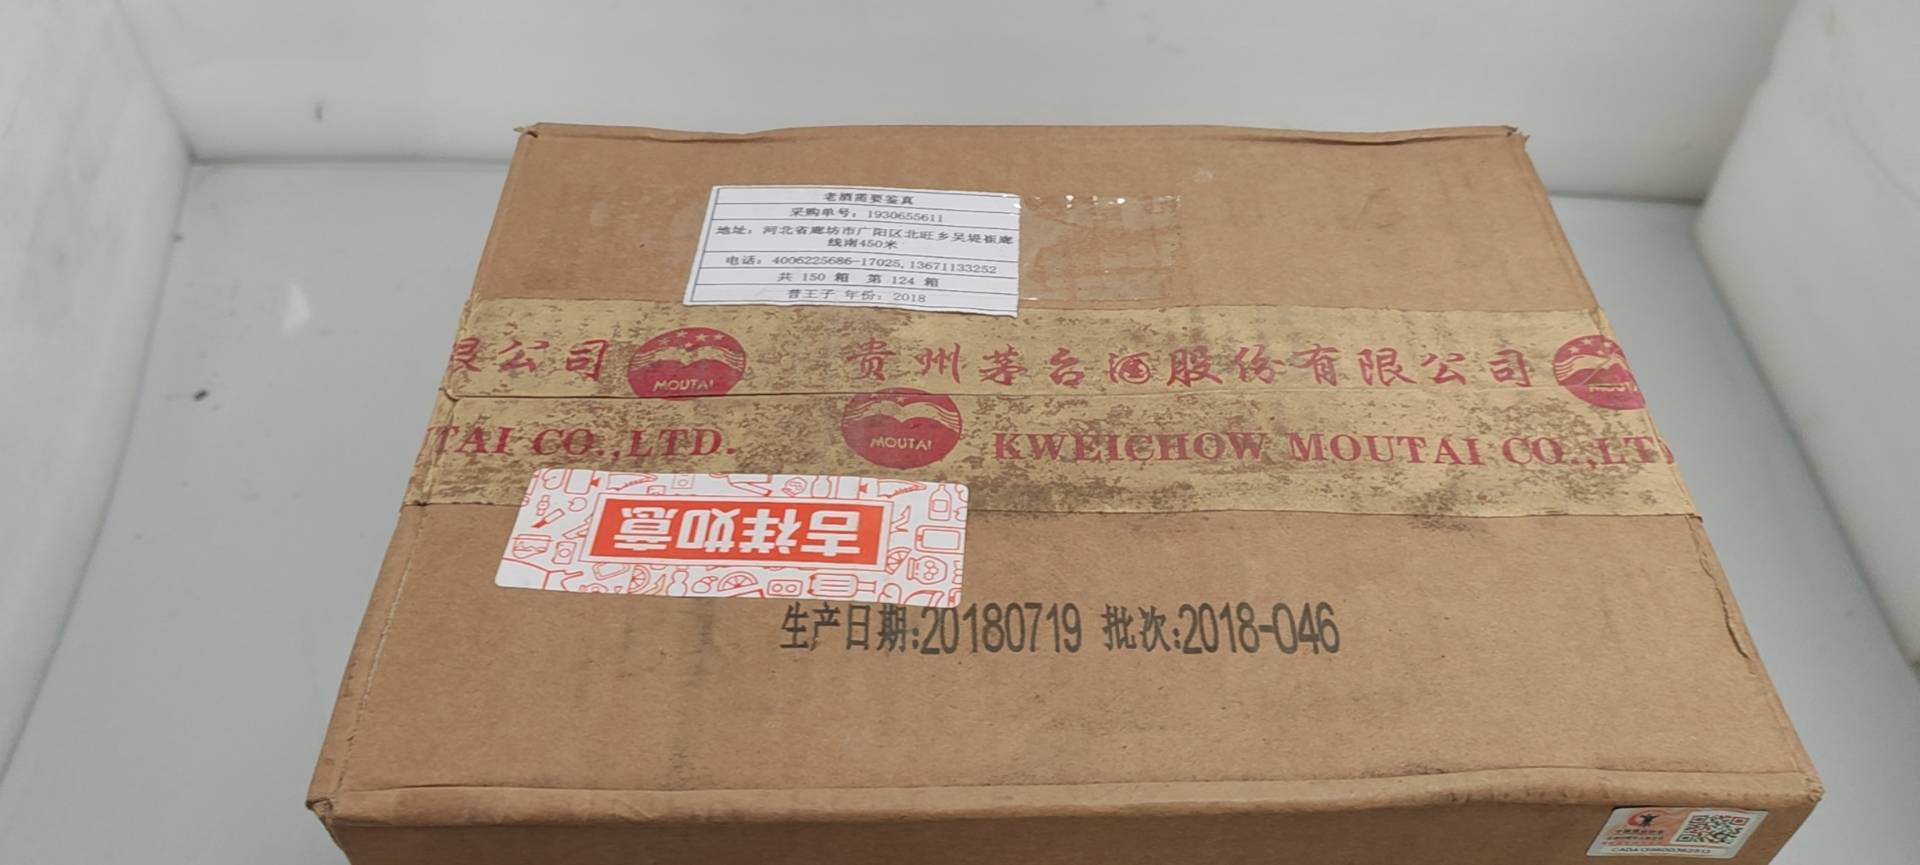 老酒需要鉴真
采购单号：1930655611
地址：河北省廊坊市广阳区北旺乡吴堤崔廊
线南450米
电话：4006225686-17025,13671133252
共 150 箱 第 124 箱
普王子 年份：2018
限公司 MOUTAI 贵州茅台酒股份有限公司 MOUTAI
TAI CO.,LTD. MOUTAI KWEICHOW MOUTAI CO.,LTD
吉祥如意
生产日期:20180719 批次:2018-046